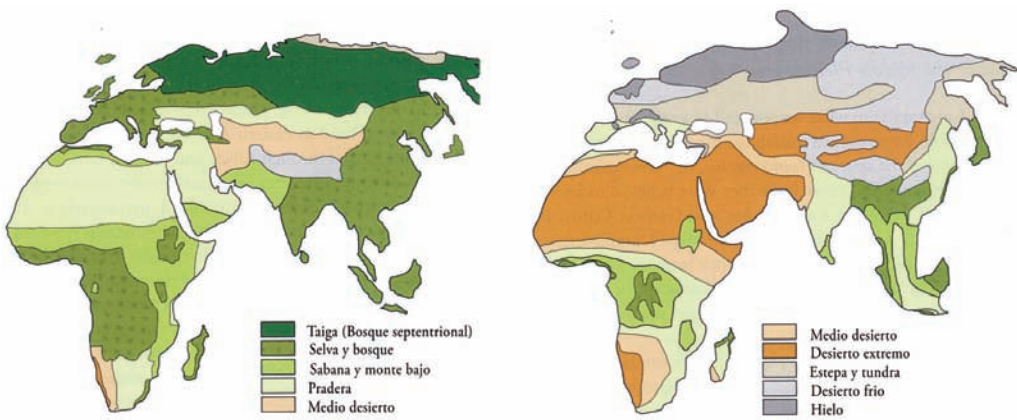 Taiga (Bosque septentrional)
Selva y bosque
Sabana y monte bajo
Pradera
Medio desierto
Medio desierto
Desierto extremo
Estepa y tundra
Desierto frio
Hielo